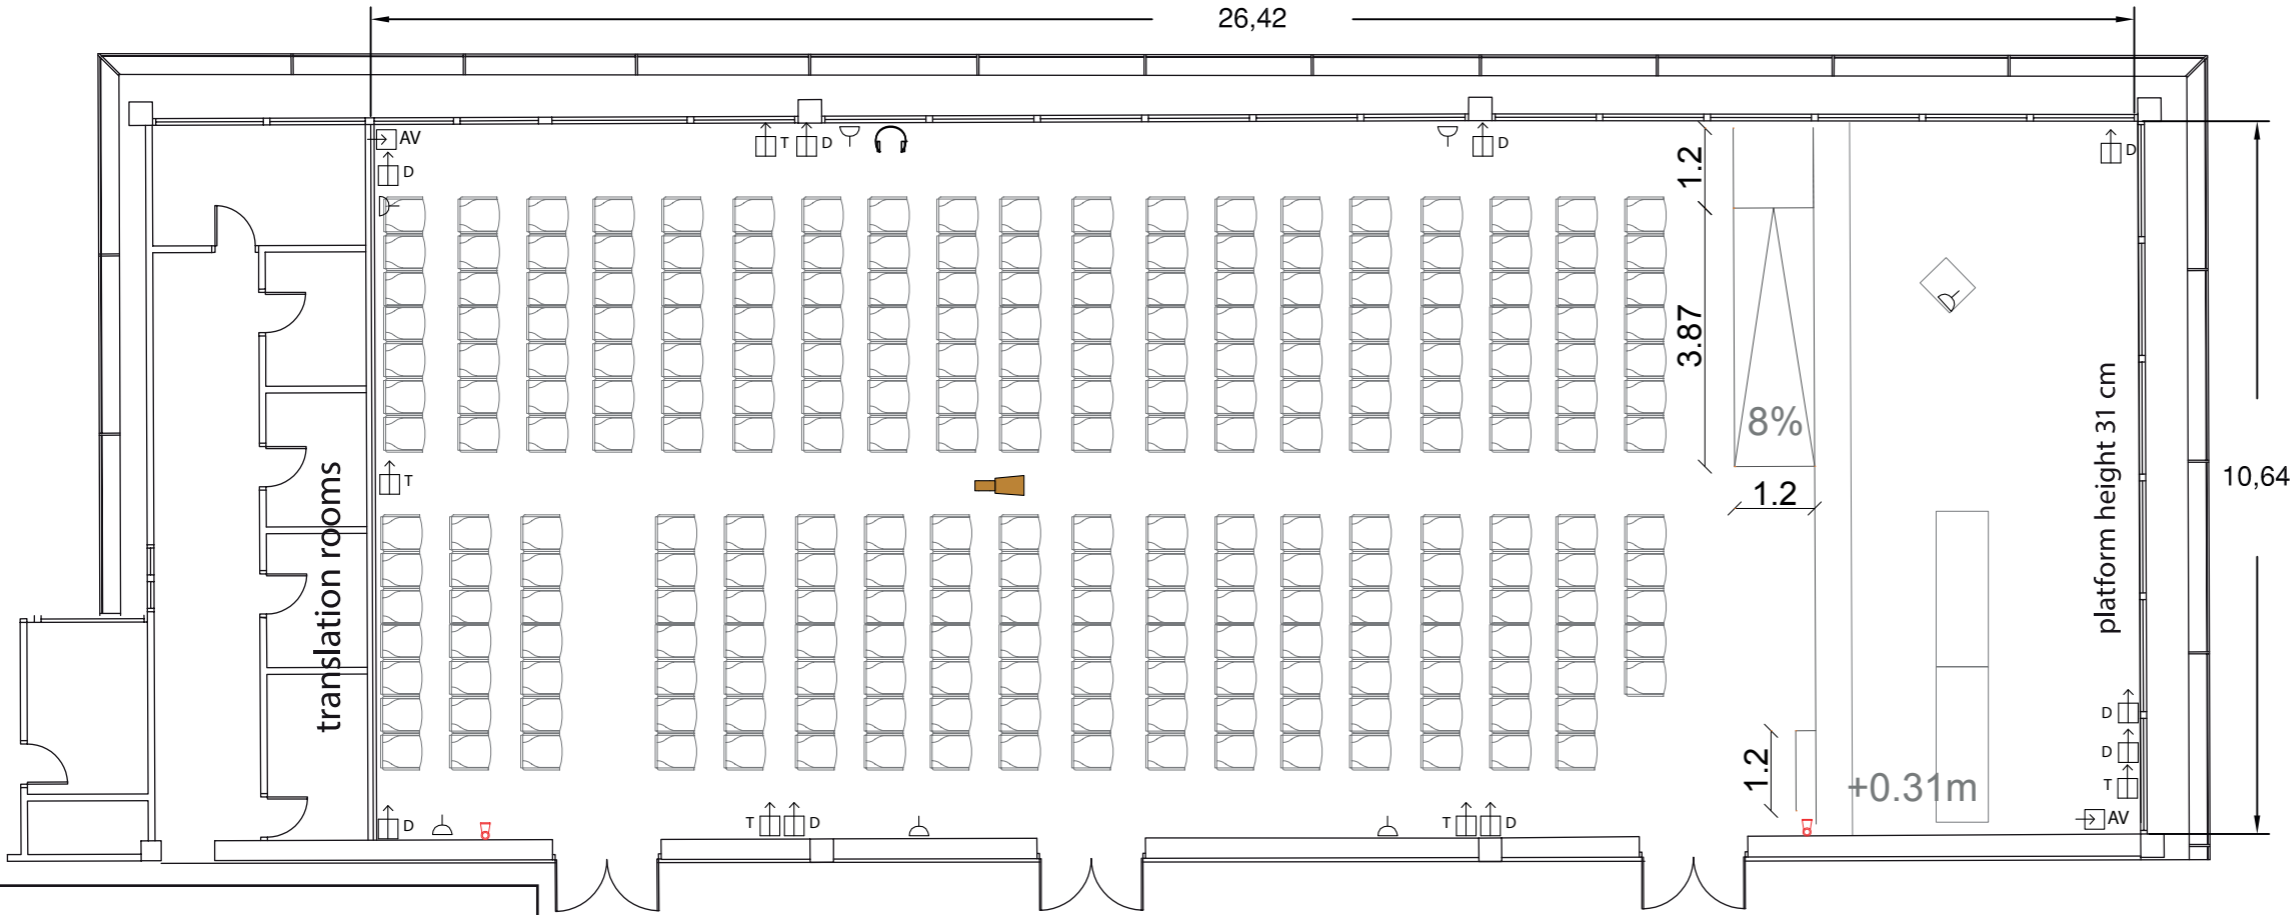 26,42
AV
D
T
D
D
D
1.2
3.87
8%
1.2
T
translation rooms
platform height 31 cm
10,64
D
D
T
AV
1.2
+0.31m
D
T
D
T
D